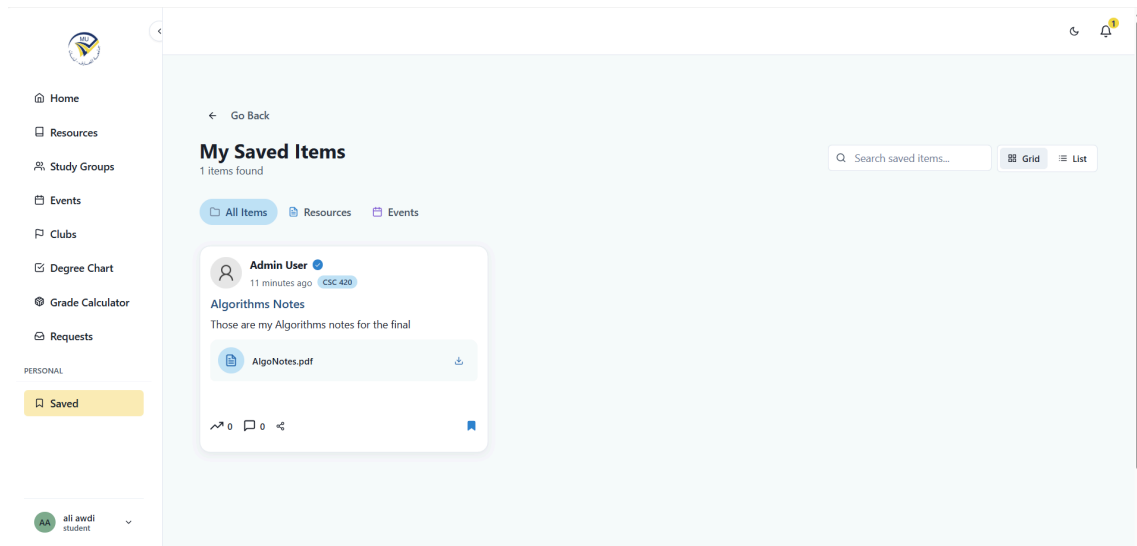 MU
1
Home
Resources
Study Groups
Events
Clubs
Degree Chart
Grade Calculator
Requests
PERSONAL
Saved
AA
ali awdi
student
Go Back
My Saved Items
1 items found
Search saved items...
Grid
List
All Items
Resources
Events
Admin User
11 minutes ago
CSC 420
Algorithms Notes
Those are my Algorithms notes for the final
AlgoNotes.pdf
0
0